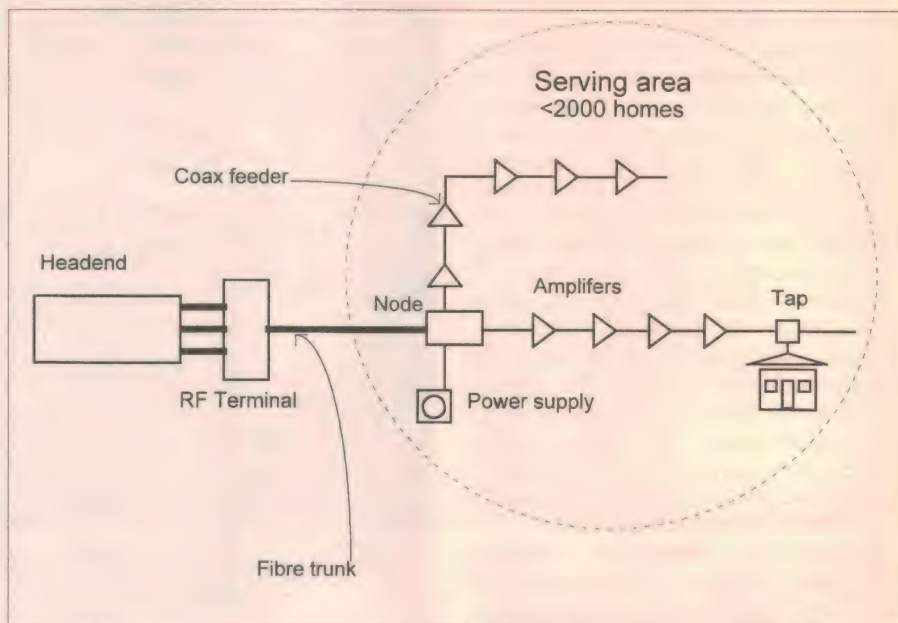 Serving area
<2000 homes
Coax feeder
Headend
Node
Amplifers
Tap
RF Terminal
Power supply
Fibre trunk